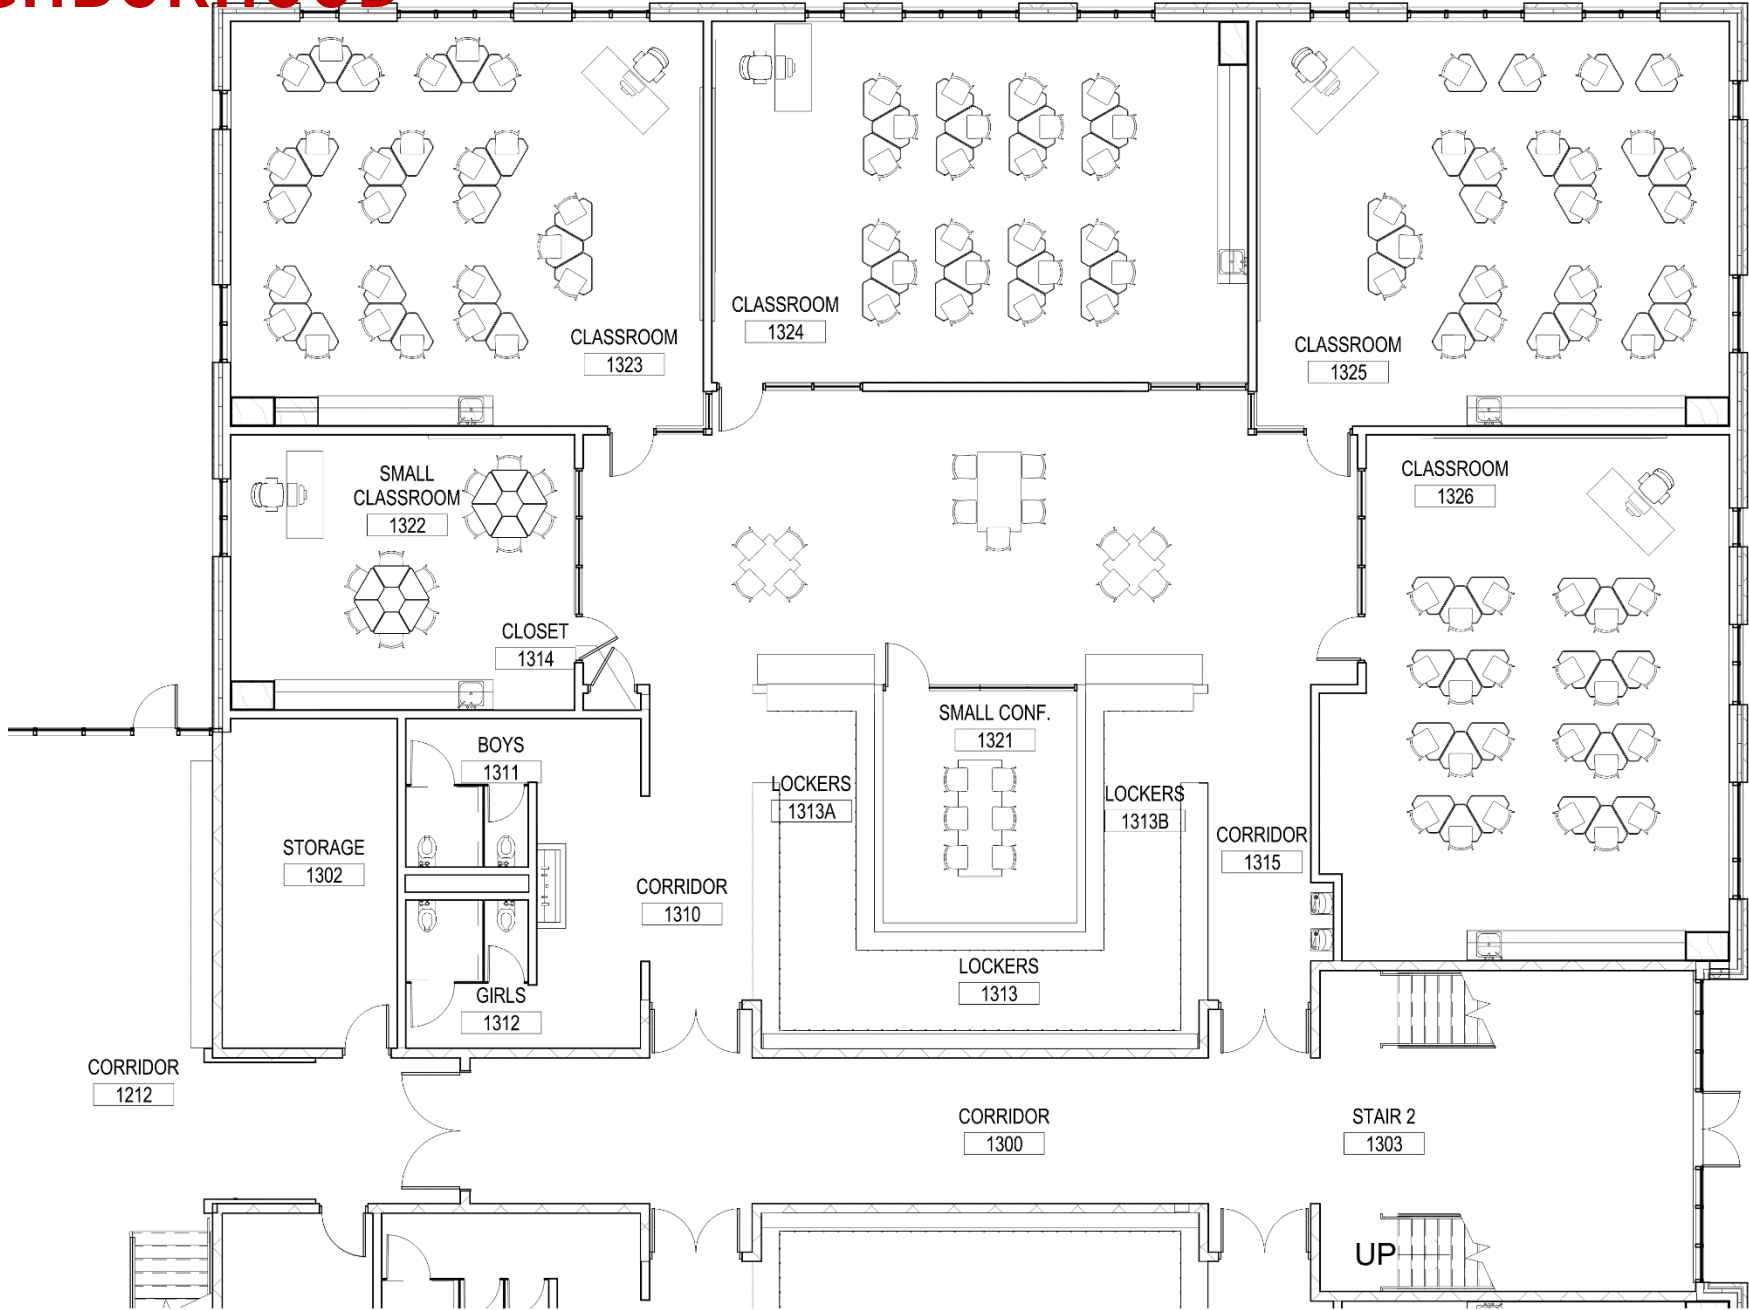 CLASSROOM
1323
CLASSROOM
1324
CLASSROOM
1325
SMALL
CLASSROOM
1322
CLASSROOM
1326
CLOSET
1314
SMALL CONF.
1321
BOYS
1311
LOCKERS
1313A
LOCKERS
1313B
STORAGE
1302
CORRIDOR
1310
CORRIDOR
1315
LOCKERS
1313
GIRLS
1312
CORRIDOR
1212
CORRIDOR
1300
STAIR 2
1303
UP